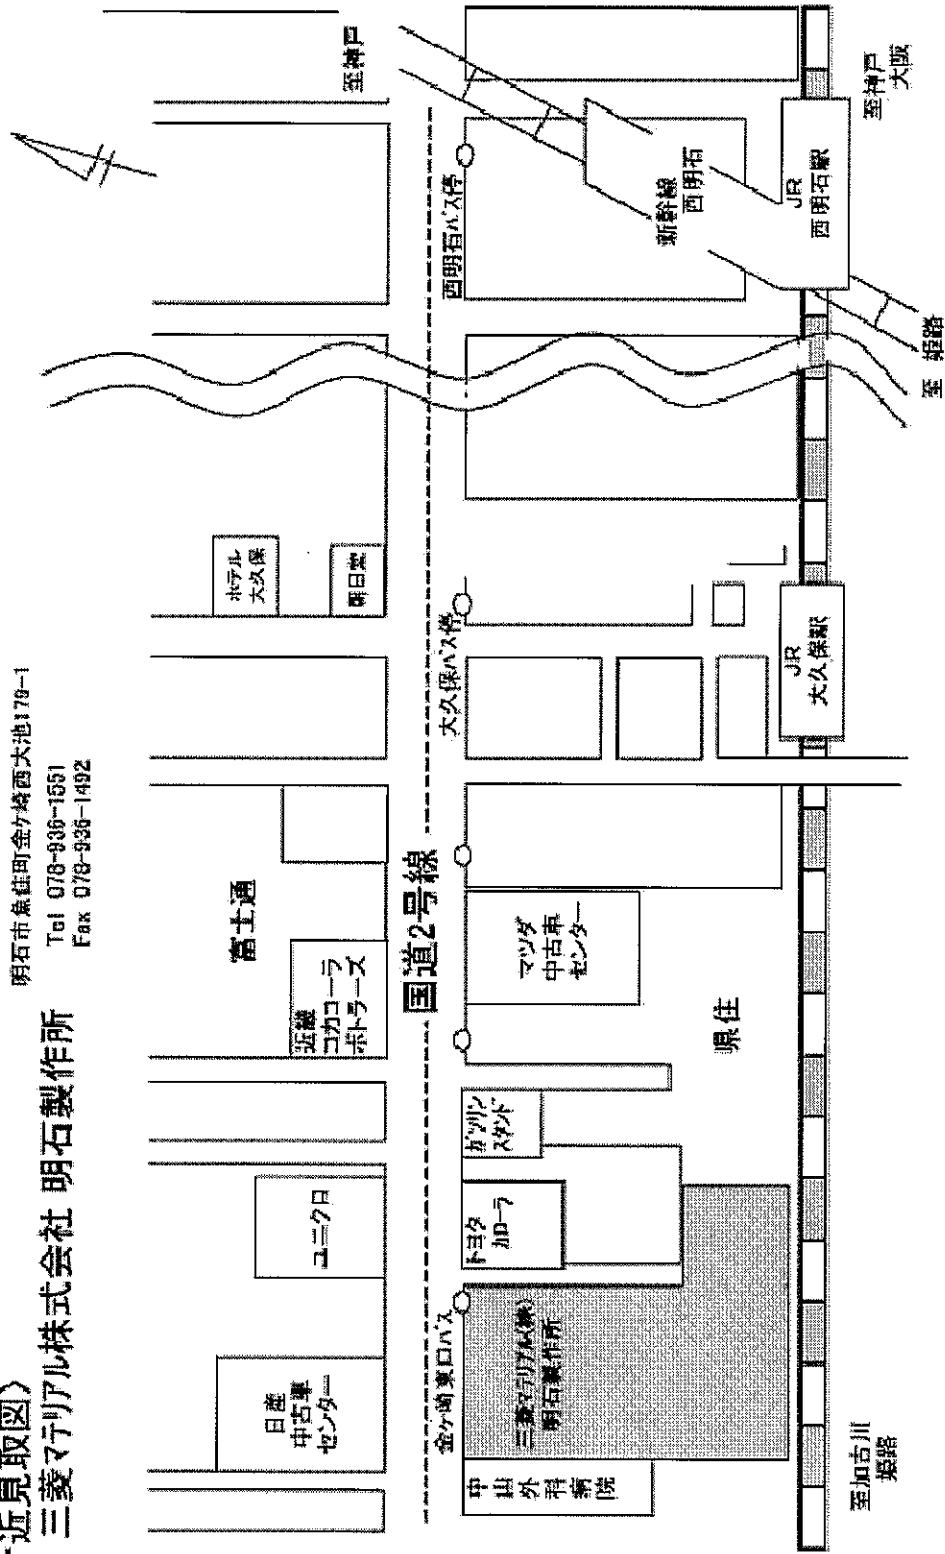 近見取図〉
三菱マテリアル株式会社 明石製作所
明石市魚住町金ヶ崎西大池179-1
Tel 078-936-1551
Fax 078-936-1492
日産
中古車
センター
ユニクロ
近畿
コカコーラ
ボトラーズ
富士通
ホテル
大久保
朝日堂
至神戸
国道2号線
金ヶ崎東口バス
大久保バス停
西明石バス停
中山外科病院
三菱マテリアル(株)
明石製作所
トヨタ
カローラ
ガソリン
スタンド
マツダ
中古車
センター
県住
新幹線
西明石
JR
大久保駅
JR
西明石駅
至加古川
姫路
至 姫路
至神戸
大阪